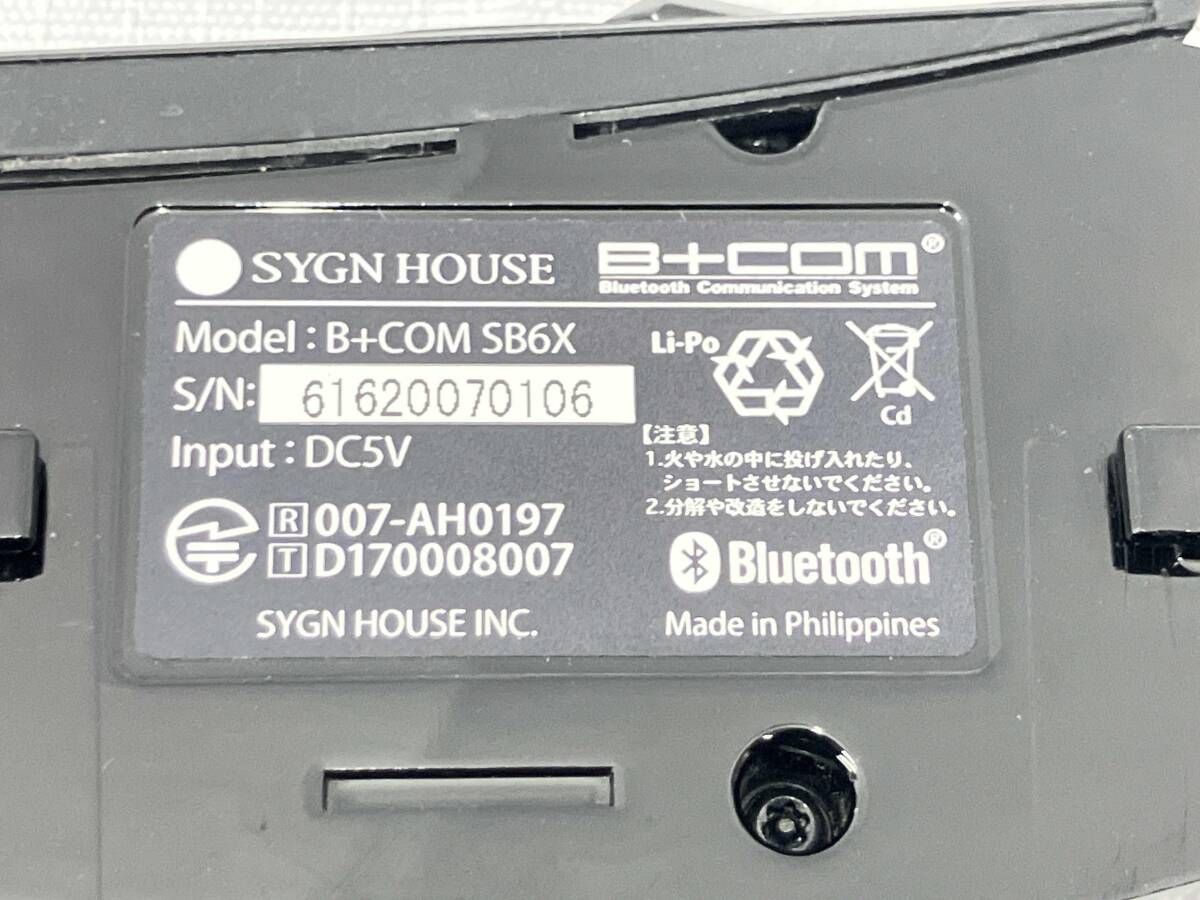 SYGN HOUSE
B+COM®
Bluetooth Communication System
Model : B+COM SB6X
S/N: 61620070106
Input : DC5V
R 007-AH0197
T D170008007
SYGN HOUSE INC.
Li-Po
Cd
【注意】
1.火や水の中に投げ入れたり、
ショートさせないでください。
2.分解や改造をしないでください。
Bluetooth®
Made in Philippines